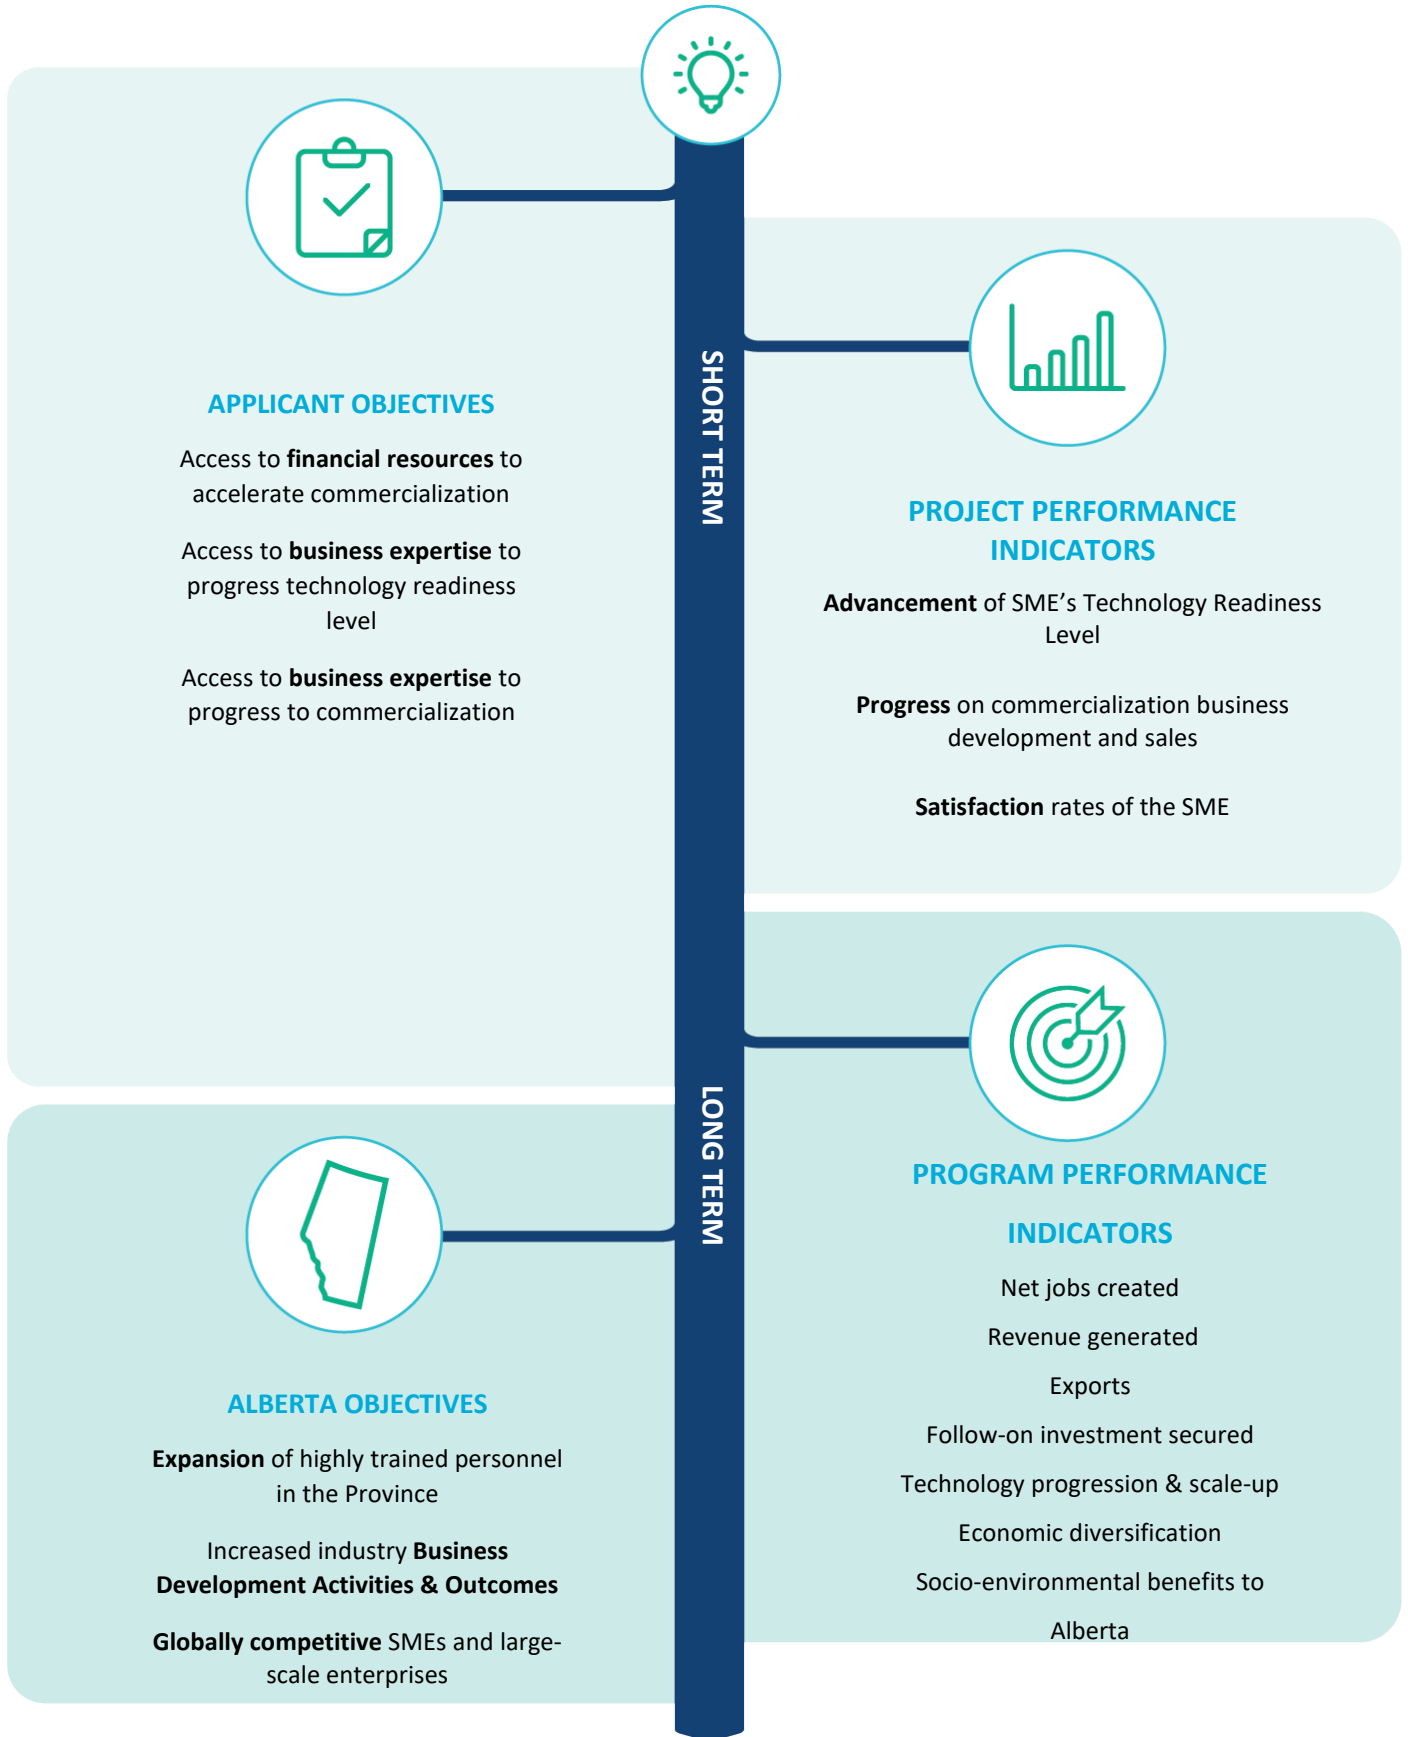 APPLICANT OBJECTIVES
Access to financial resources to
accelerate commercialization
Access to business expertise to
progress technology readiness
level
Access to business expertise to
progress to commercialization
SHORT TERM
PROJECT PERFORMANCE
INDICATORS
Advancement of SME’s Technology Readiness
Level
Progress on commercialization business
development and sales
Satisfaction rates of the SME
LONG TERM
ALBERTA OBJECTIVES
Expansion of highly trained personnel
in the Province
Increased industry Business
Development Activities & Outcomes
Globally competitive SMEs and large-
scale enterprises
PROGRAM PERFORMANCE
INDICATORS
Net jobs created
Revenue generated
Exports
Follow-on investment secured
Technology progression & scale-up
Economic diversification
Socio-environmental benefits to
Alberta